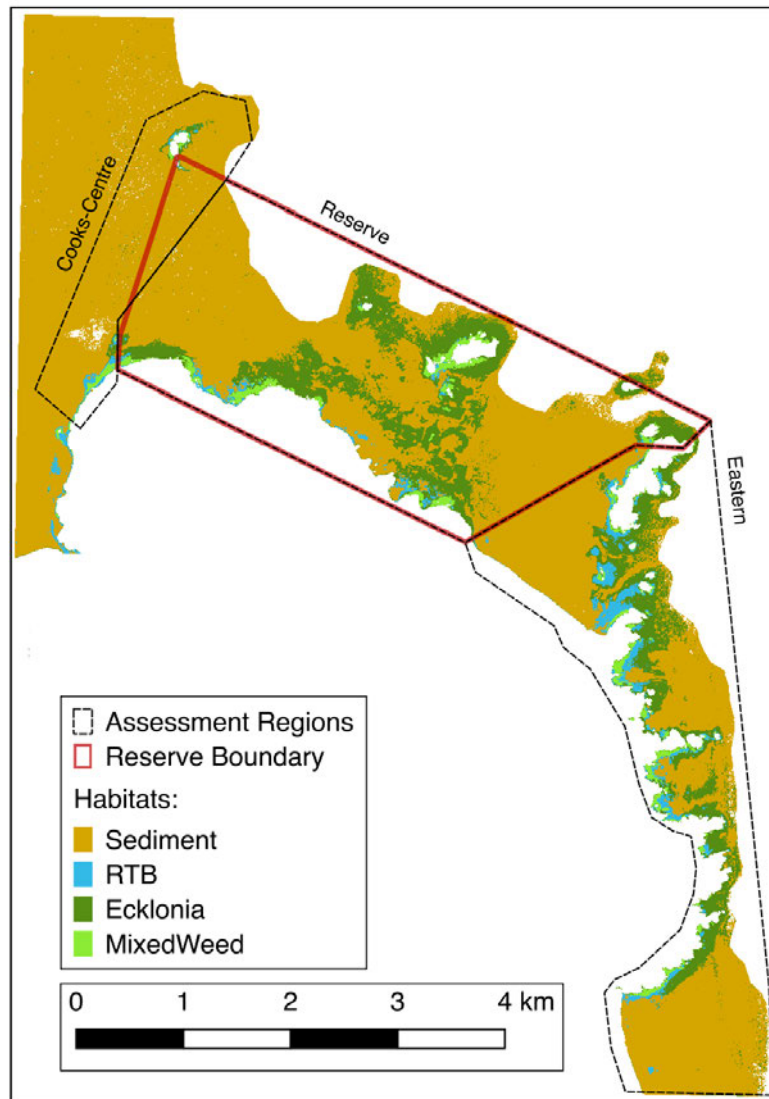 Cooks-Centre
Reserve
Eastern
Assessment Regions
Reserve Boundary
Habitats:
Sediment
RTB
Ecklonia
MixedWeed
0 1 2 3 4 km